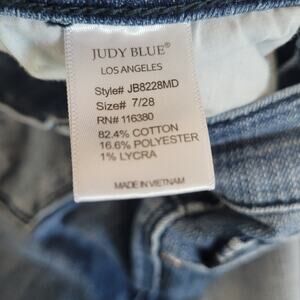 JUDY BLUE®
LOS ANGELES
Style# JB8228MD
Size# 7/28
RN# 116380
82.4% COTTON
16.6% POLYESTER
1% LYCRA
MADE IN VIETNAM